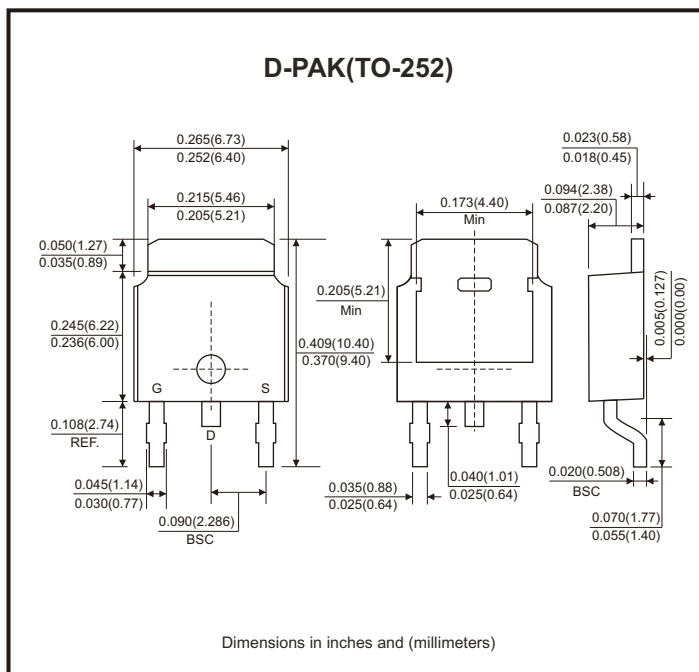 D-PAK(TO-252)
0.265(6.73)
0.252(6.40)
0.215(5.46)
0.205(5.21)
0.050(1.27)
0.035(0.89)
0.245(6.22)
0.236(6.00)
0.409(10.40)
0.370(9.40)
G
S
D
0.108(2.74)
REF.
0.045(1.14)
0.030(0.77)
0.090(2.286)
BSC
0.173(4.40)
Min
0.205(5.21)
Min
0.035(0.88)
0.025(0.64)
0.040(1.01)
0.025(0.64)
0.023(0.58)
0.018(0.45)
0.094(2.38)
0.087(2.20)
0.005(0.127)
0.000(0.00)
0.020(0.508)
BSC
0.070(1.77)
0.055(1.40)
Dimensions in inches and (millimeters)